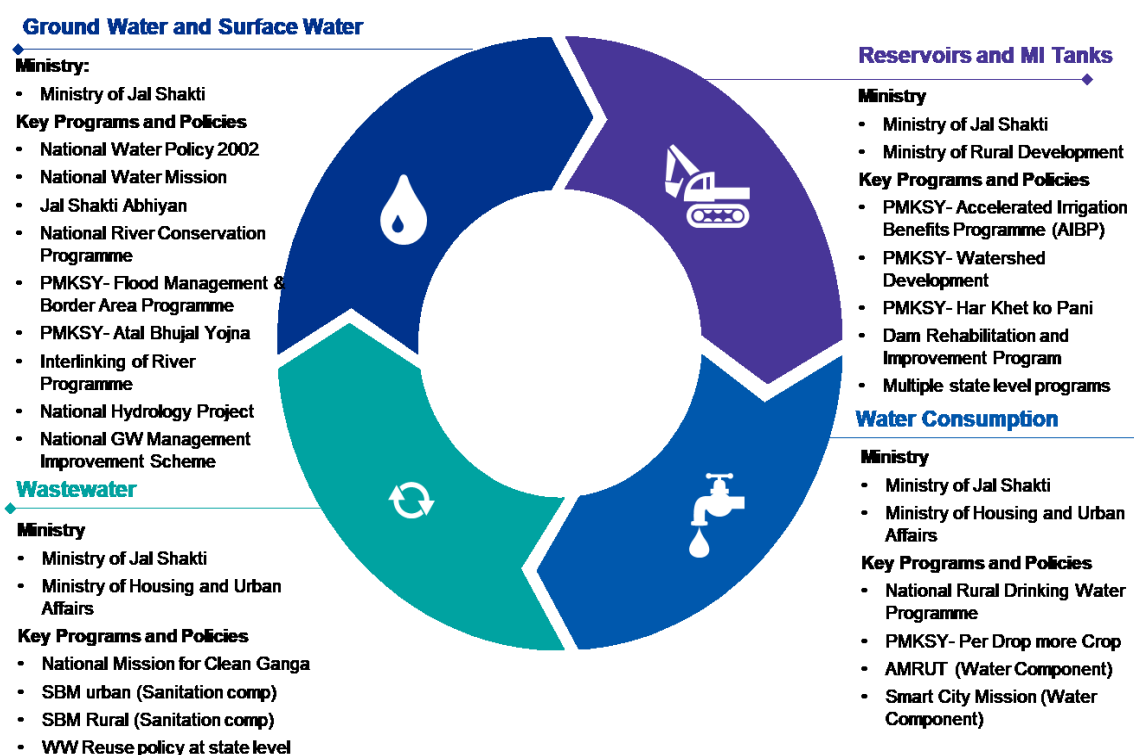 Ground Water and Surface Water
Ministry:
• Ministry of Jal Shakti
Key Programs and Policies
• National Water Policy 2002
• National Water Mission
• Jal Shakti Abhiyan
• National River Conservation
Programme
• PMKSY- Flood Management &
Border Area Programme
• PMKSY- Atal Bhujal Yojna
• Interlinking of River
Programme
• National Hydrology Project
• National GW Management
Improvement Scheme
Reservoirs and MI Tanks
Ministry
• Ministry of Jal Shakti
• Ministry of Rural Development
Key Programs and Policies
• PMKSY- Accelerated Irrigation
Benefits Programme (AIBP)
• PMKSY- Watershed
Development
• PMKSY- Har Khet ko Pani
• Dam Rehabilitation and
Improvement Program
• Multiple state level programs
Water Consumption
Ministry
• Ministry of Jal Shakti
• Ministry of Housing and Urban
Affairs
Key Programs and Policies
• National Rural Drinking Water
Programme
• PMKSY- Per Drop more Crop
• AMRUT (Water Component)
• Smart City Mission (Water
Component)
Wastewater
Ministry
• Ministry of Jal Shakti
• Ministry of Housing and Urban
Affairs
Key Programs and Policies
• National Mission for Clean Ganga
• SBM urban (Sanitation comp)
• SBM Rural (Sanitation comp)
• WW Reuse policy at state level